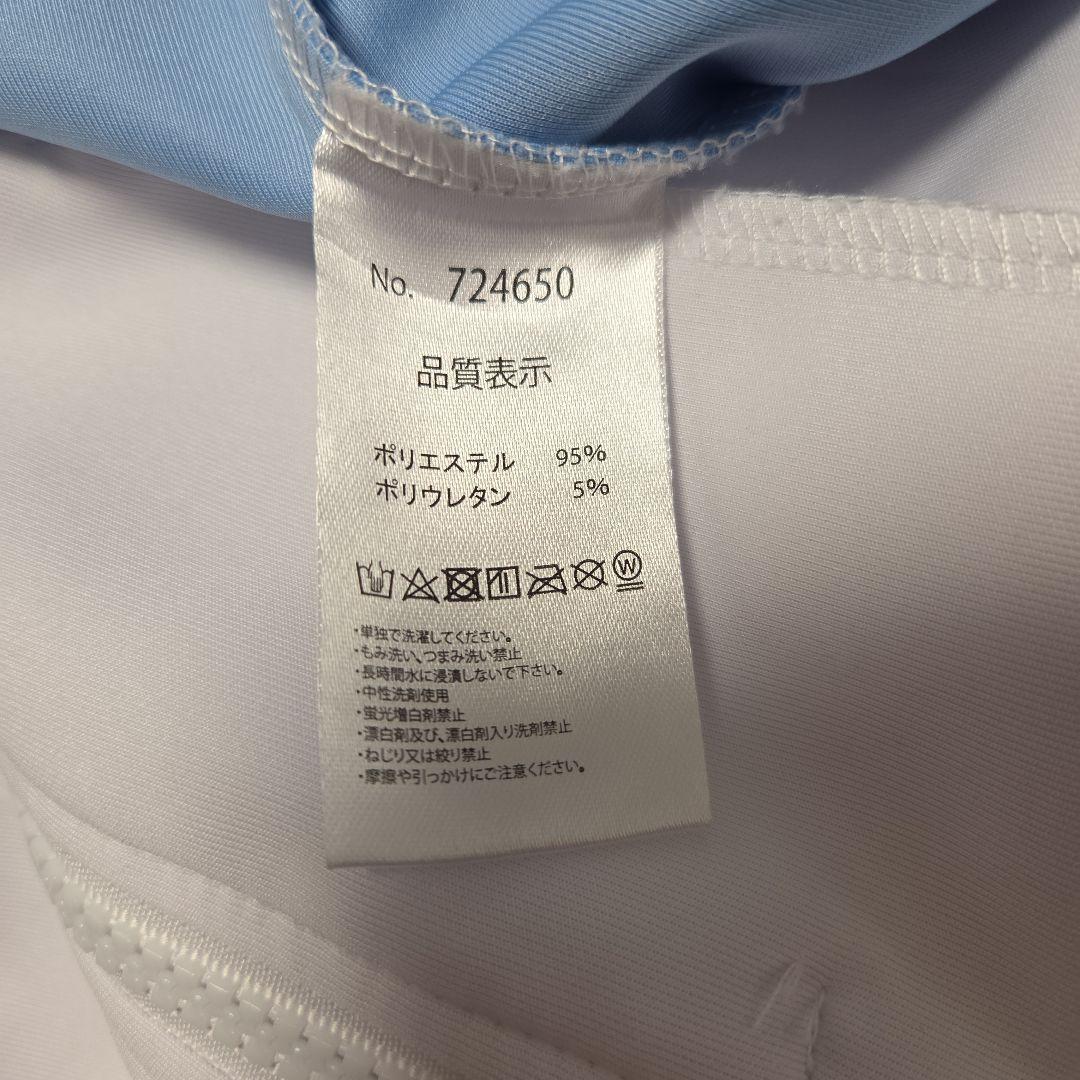 No. 724650
品質表示
ポリエステル 95%
ポリウレタン 5%
W
・単独で洗濯してください。
・もみ洗い、つまみ洗い禁止
・長時間水に浸漬しないで下さい。
・中性洗剤使用
・蛍光増白剤禁止
・漂白剤及び、漂白剤入り洗剤禁止
・ねじり又は絞り禁止
・摩擦や引っかけにご注意ください。